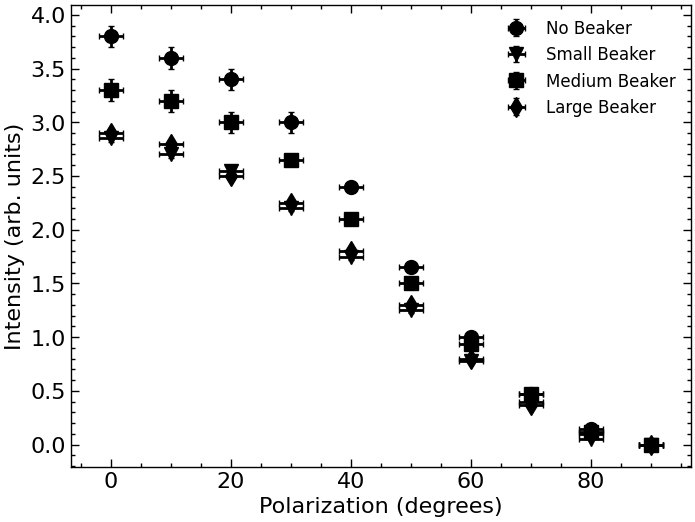 4.0
3.5
3.0
2.5
2.0
1.5
1.0
0.5
0.0
Intensity (arb. units)
No Beaker
Small Beaker
Medium Beaker
Large Beaker
0 20 40 60 80
Polarization (degrees)